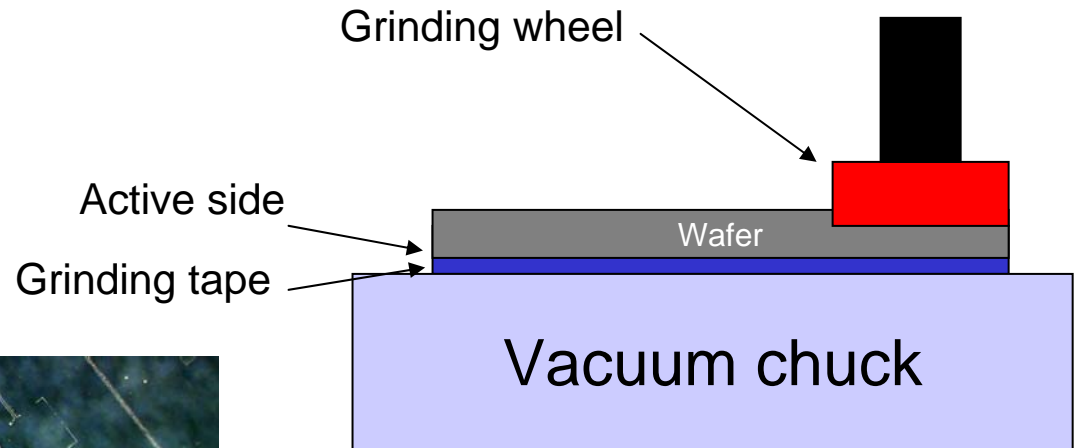 Grinding wheel
Active side
Wafer
Grinding tape
Vacuum chuck